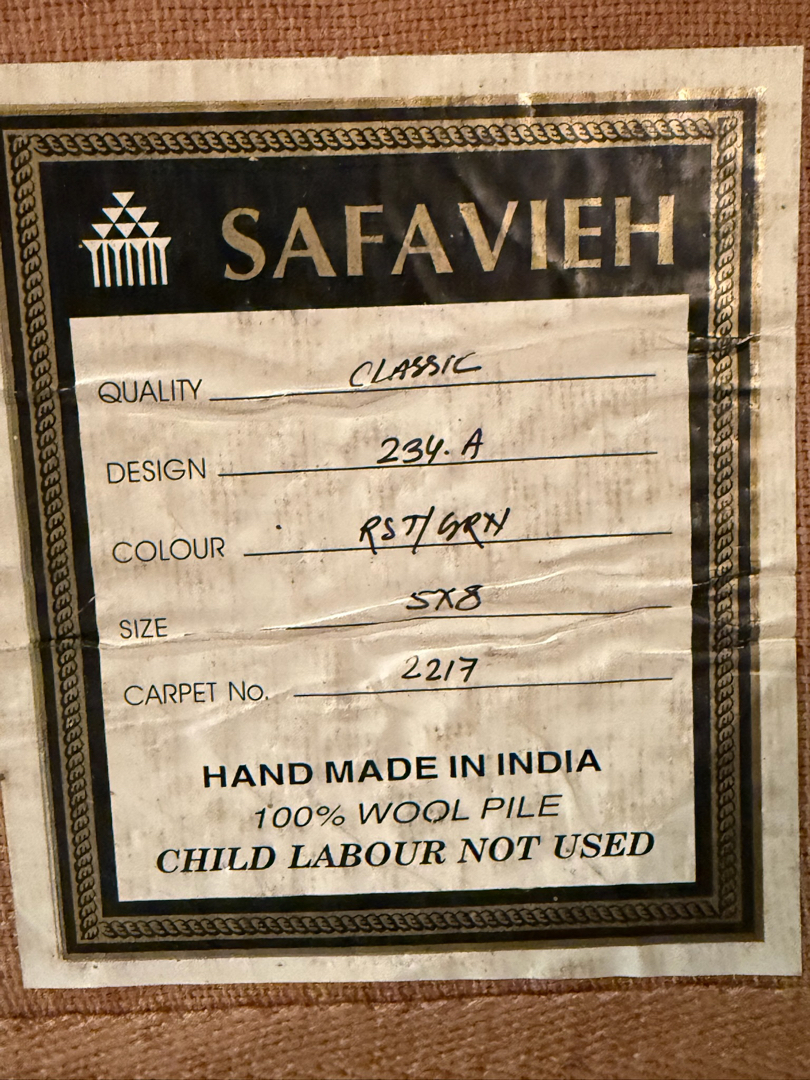 SAFAVIEH
QUALITY CLASSIC
DESIGN 234.A
COLOUR RST/GRN
SIZE 5X8
CARPET No. 2217
HAND MADE IN INDIA
100% WOOL PILE
CHILD LABOUR NOT USED